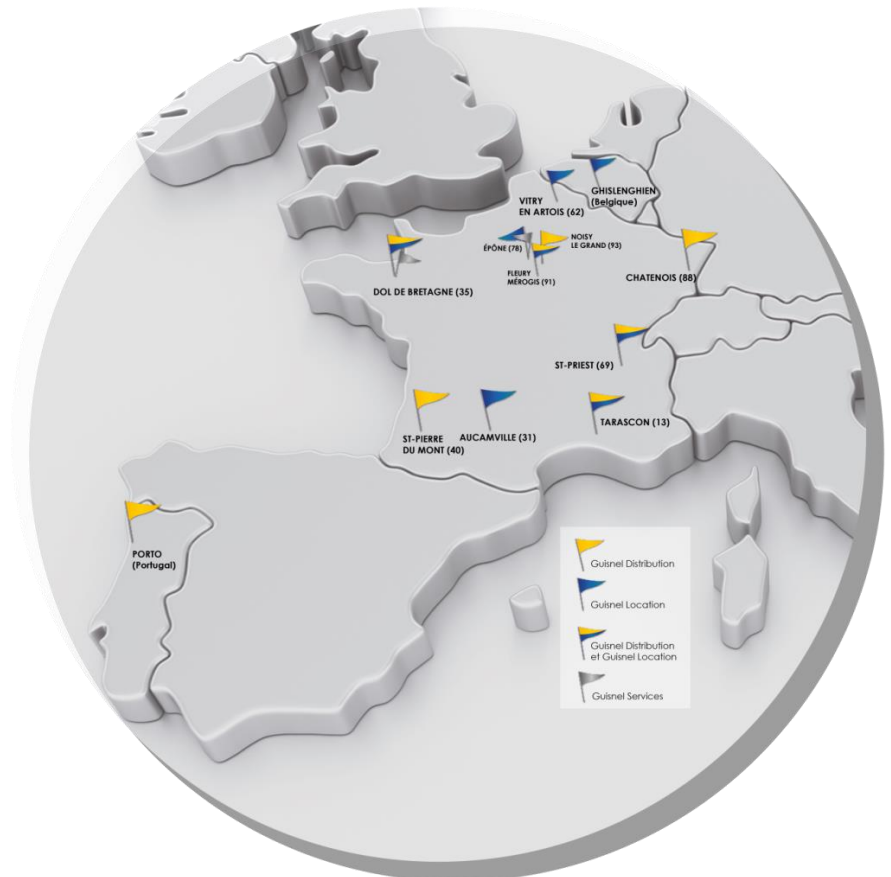 VITRY
EN ARTOIS (62)
GHISLENGHIEN
(Belgique)
ÉPÔNE (78)
NOISY
LE GRAND (93)
FLEURY
MÉROGIS (91)
DOL DE BRETAGNE (35)
CHATENOIS (88)
ST-PRIEST (69)
ST-PIERRE
DU MONT (40)
AUCAMVILLE (31)
TARASCON (13)
PORTO
(Portugal)
Guisnel Distribution
Guisnel Location
Guisnel Distribution
et Guisnel Location
Guisnel Services